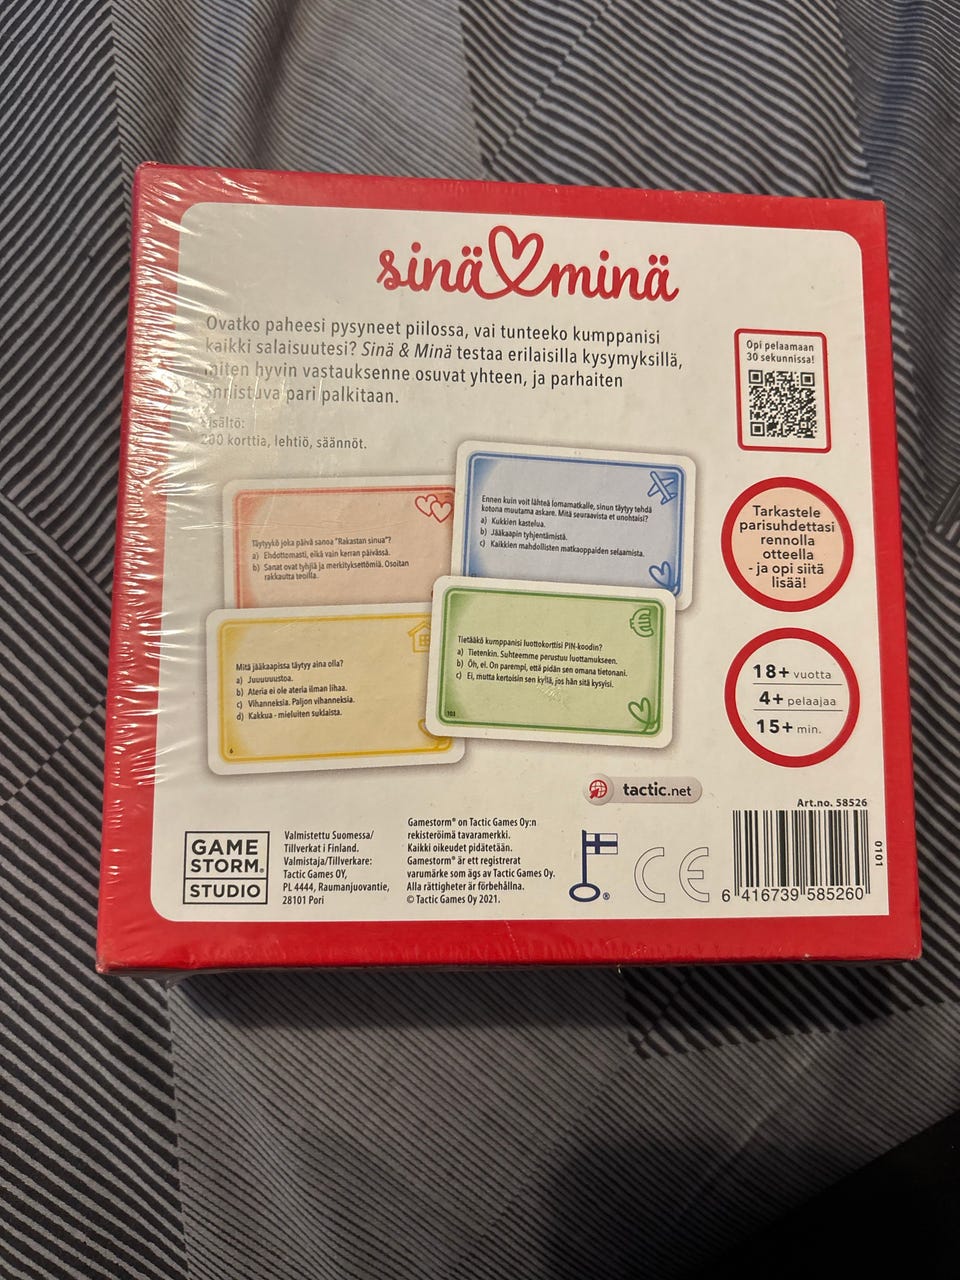 sinä minä
Ovatko paheesi pysyneet piilossa, vai tunteeko kumppanisi
kaikki salaisuutesi? Sinä & Minä testaa erilaisilla kysymyksillä,
miten hyvin vastauksenne osuvat yhteen, ja parhaiten
onnistuva pari palkitaan.
Sisältö:
200 korttia, lehtiö, säännöt.
Opi pelaamaan
30 sekunnissa!
Täytyykö joka päivä sanoa "Rakastan sinua"?
a) Ehdottomasti, eikä vain kerran päivässä.
b) Sanat ovat tyhjiä ja merkityksettömiä. Osoitan
rakkautta teoilla.
Ennen kuin voit lähteä lomamatkalle, sinun täytyy tehdä
kotona muutama askare. Mitä seuraavista et unohtaisi?
a) Kukkien kastelua.
b) Jääkaapin tyhjentämistä.
c) Kaikkien mahdollisten matkaoppaiden selaamista.
Tarkastele
parisuhdettasi
rennolla
otteella
- ja opi siitä
lisää!
Mitä jääkaapissa täytyy aina olla?
a) Juuuuuustoa.
b) Ateria ei ole ateria ilman lihaa.
c) Vihanneksia. Paljon vihanneksia.
d) Kakkua - mieluiten suklaista.
6
Tietääkö kumppanisi luottokorttisi PIN-koodin?
a) Tietenkin. Suhteemme perustuu luottamukseen.
b) Öh, ei. On parempi, että pidän sen omana tietonani.
c) Ei, mutta kertoisin sen kyllä, jos hän sitä kysyisi.
103
18+ vuotta
4+ pelaajaa
15+ min.
tactic.net
Art.no. 58526
0101
GAME
STORM®
STUDIO
Valmistettu Suomessa/
Tillverkat i Finland.
Valmistaja/Tillverkare:
Tactic Games OY,
PL 4444, Raumanjuovantie,
28101 Pori
Gamestorm® on Tactic Games Oy:n
rekisteröimä tavaramerkki.
Kaikki oikeudet pidätetään.
Gamestorm® är ett registrerat
varumärke som ägs av Tactic Games Oy.
Alla rättigheter är förbehållna.
© Tactic Games Oy 2021.
®
CE
6 416739 585260